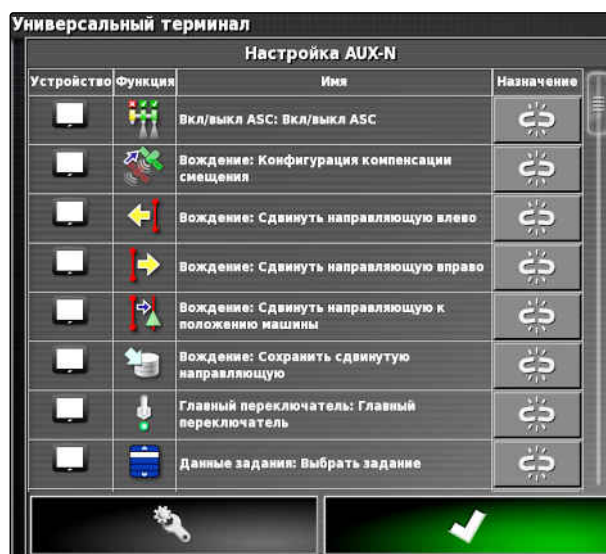 Универсальный терминал
Настройка AUX-N
Устройство Функция Имя Назначение
Вкл/выкл ASC: Вкл/выкл ASC
Вождение: Конфигурация компенсации
смещения
Вождение: Сдвинуть направляющую влево
Вождение: Сдвинуть направляющую вправо
Вождение: Сдвинуть направляющую к
положению машины
Вождение: Сохранить сдвинутую
направляющую
Главный переключатель: Главный
переключатель
Данные задания: Выбрать задание